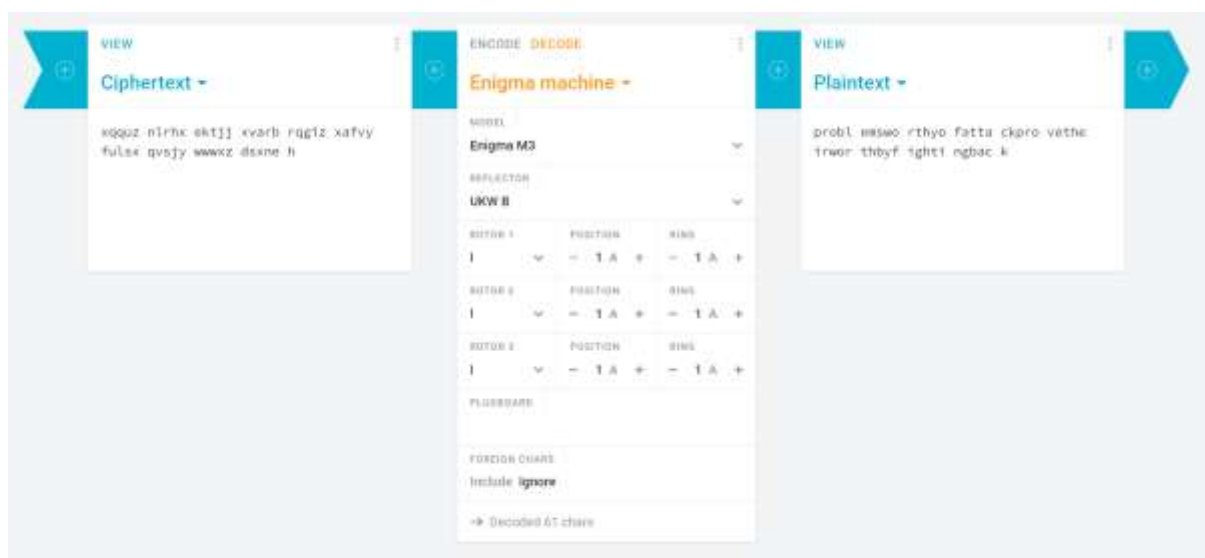 VIEW
Ciphertext
xqquz nlrhx ektjj xvarb rqgiz xafvy
fulsx qvsjy wwwxz dsxne h
ENCODE DECODE
Enigma machine
MODEL
Enigma M3
REFLECTOR
UKW B
ROTOR 1 POSITION RING
I − 1 A + − 1 A +
ROTOR 2 POSITION RING
I − 1 A + − 1 A +
ROTOR 3 POSITION RING
I − 1 A + − 1 A +
PLUGBOARD
FOREIGN CHARS
Include Ignore
→ Decoded 61 chars
VIEW
Plaintext
probl emswo rthyo fatta ckpro vethe
irwor thbyf ighti ngbac k